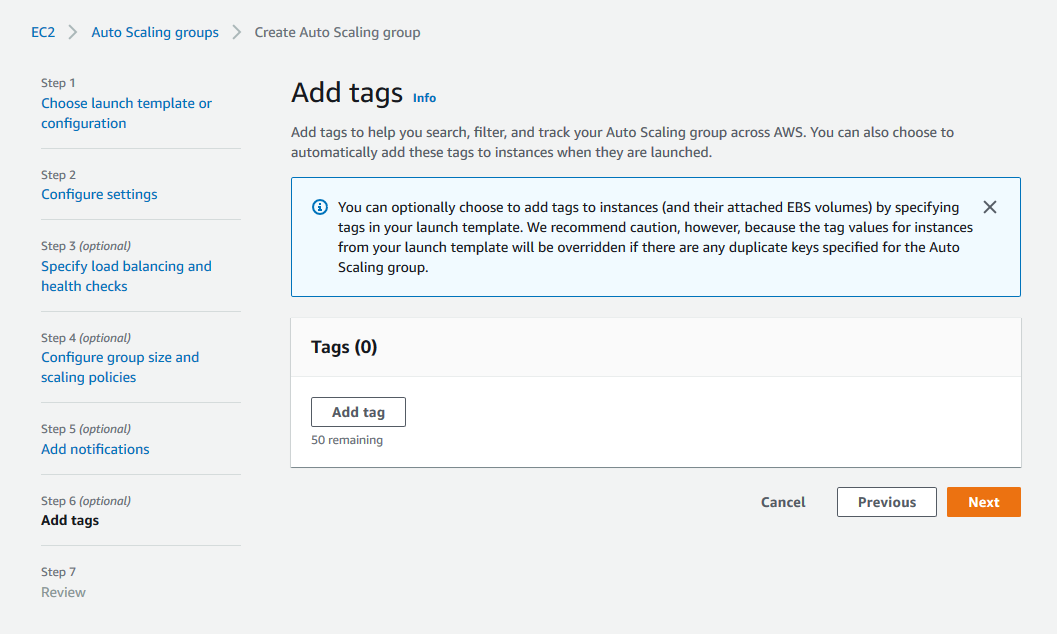 EC2 > Auto Scaling groups > Create Auto Scaling group
Step 1
Choose launch template or
configuration
Step 2
Configure settings
Step 3 (optional)
Specify load balancing and
health checks
Step 4 (optional)
Configure group size and
scaling policies
Step 5 (optional)
Add notifications
Step 6 (optional)
Add tags
Step 7
Review
Add tags Info
Add tags to help you search, filter, and track your Auto Scaling group across AWS. You can also choose to
automatically add these tags to instances when they are launched.
You can optionally choose to add tags to instances (and their attached EBS volumes) by specifying
tags in your launch template. We recommend caution, however, because the tag values for instances
from your launch template will be overridden if there are any duplicate keys specified for the Auto
Scaling group.
Tags (0)
Add tag
50 remaining
Cancel Previous Next